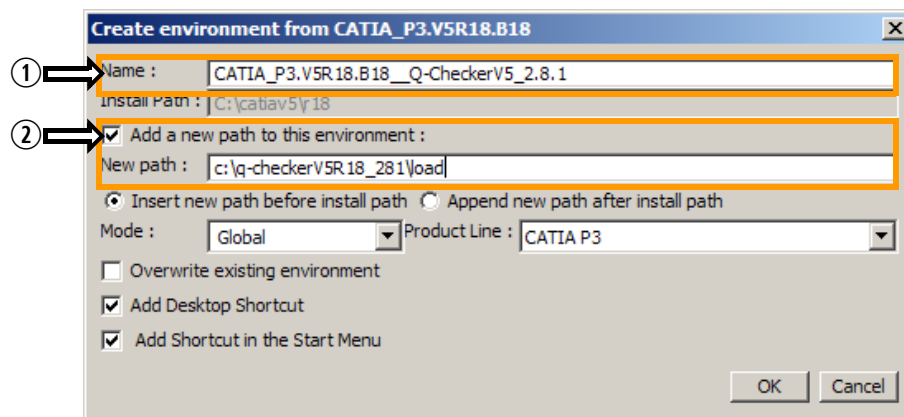 Create environment from CATIA_P3.V5R18.B18
① Name : CATIA_P3.V5R18.B18__Q-CheckerV5_2.8.1
Install Path : C:\catiav5\r18
② Add a new path to this environment :
New path : c:\q-checkerV5R18_281\load
Insert new path before install path Append new path after install path
Mode : Global Product Line : CATIA P3
Overwrite existing environment
Add Desktop Shortcut
Add Shortcut in the Start Menu
OK Cancel